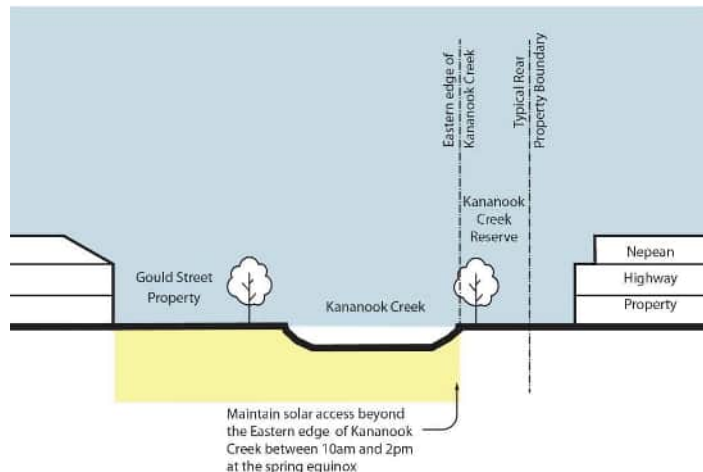 Eastern edge of
Kananook Creek
Typical Rear
Property Boundary
Kananook
Creek
Reserve
Nepean
Highway
Property
Gould Street
Property
Kananook Creek
Maintain solar access beyond
the Eastern edge of Kananook
Creek between 10am and 2pm
at the spring equinox